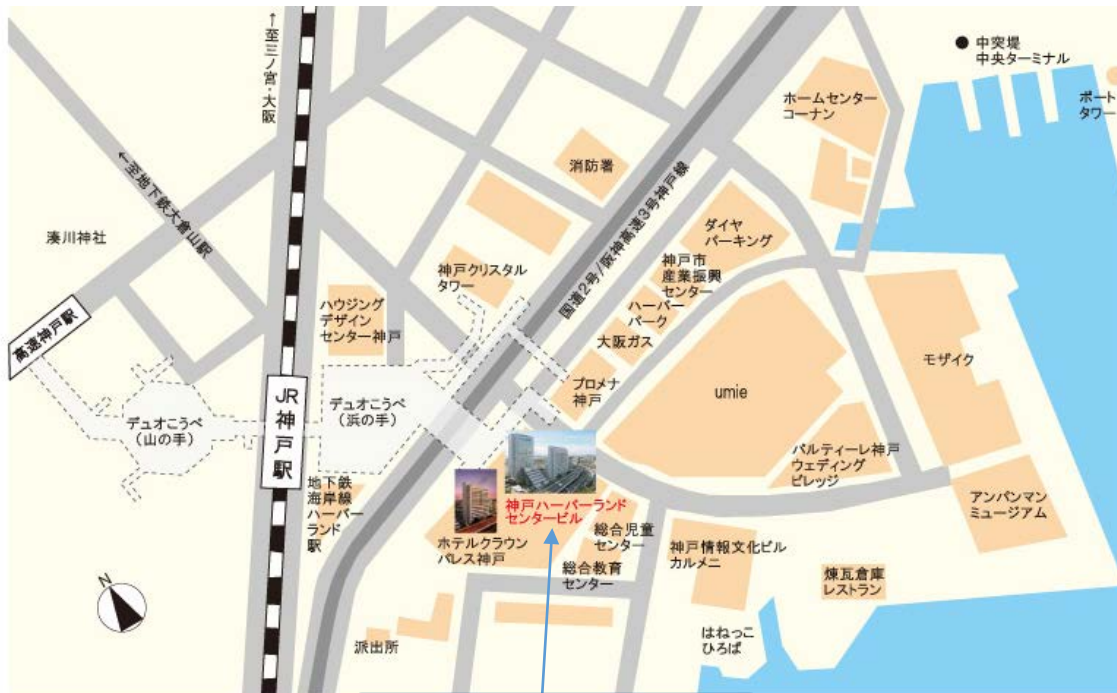 ←至三ノ宮・大阪
←至地下鉄大倉山駅
湊川神社
高速神戸駅
デュオこうべ
(山の手)
JR神戸駅
ハウジング
デザイン
センター神戸
デュオこうべ
(浜の手)
地下鉄
海岸線
ハーバー
ランド
駅
派出所
N
神戸クリスタル
タワー
消防署
国道2号/阪神高速3号神戸線
ホームセンター
コーナン
中突堤
中央ターミナル
ポート
タワー
ダイヤ
パーキング
神戸市
産業振興
センター
ハーバー
パーク
大阪ガス
プロメナ
神戸
umie
モザイク
バルティーレ神戸
ウェディング
ビレッジ
アンパンマン
ミュージアム
神戸ハーバーランド
センタービル
ホテルクラウン
パレス神戸
総合児童
センター
総合教育
センター
神戸情報文化ビル
カルメニ
煉瓦倉庫
レストラン
はねっこ
ひろば